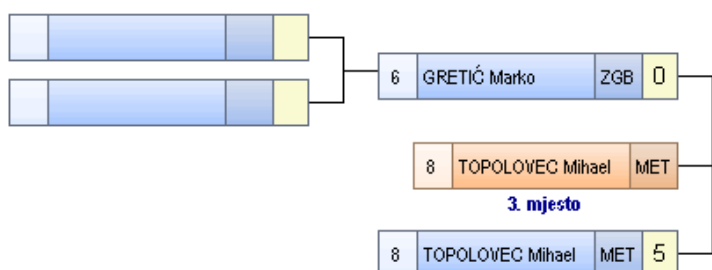 6 GRETIĆ Marko ZGB 0
8 TOPOLOVEC Mihael MET
3. mjesto
8 TOPOLOVEC Mihael MET 5